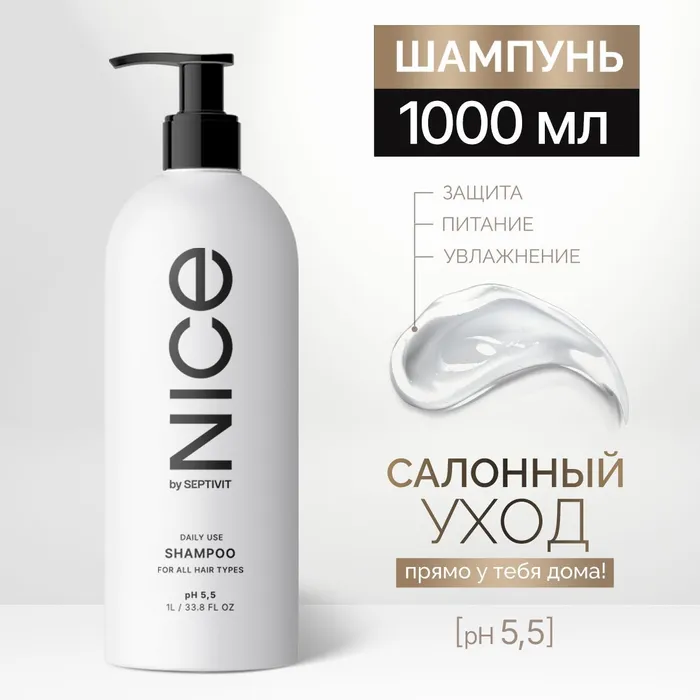 NICE
by SEPTIVIT
DAILY USE
SHAMPOO
FOR ALL HAIR TYPES
pH 5,5
1L / 33.8 FL OZ
ШАМПУНЬ
1000 мл
ЗАЩИТА
ПИТАНИЕ
УВЛАЖНЕНИЕ
САЛОННЫЙ
УХОД
прямо у тебя дома!
[pH 5,5]